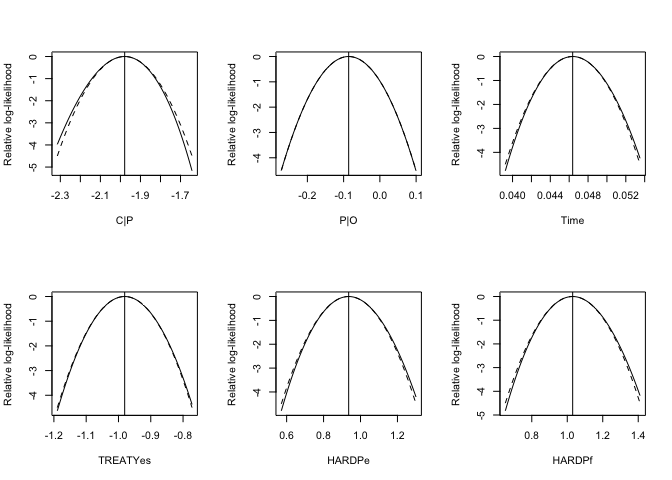 Relative log-likelihood
0
-1
-2
-3
-4
-5
-2.3 -2.1 -1.9 -1.7
C|P
Relative log-likelihood
0
-1
-2
-3
-4
-0.2 -0.1 0.0 0.1
P|O
Relative log-likelihood
0
-1
-2
-3
-4
0.040 0.044 0.048 0.052
Time
Relative log-likelihood
0
-1
-2
-3
-4
-1.2 -1.1 -1.0 -0.9 -0.8
TREATYes
Relative log-likelihood
0
-1
-2
-3
-4
0.6 0.8 1.0 1.2
HARDPe
Relative log-likelihood
0
-1
-2
-3
-4
-5
0.8 1.0 1.2 1.4
HARDPf